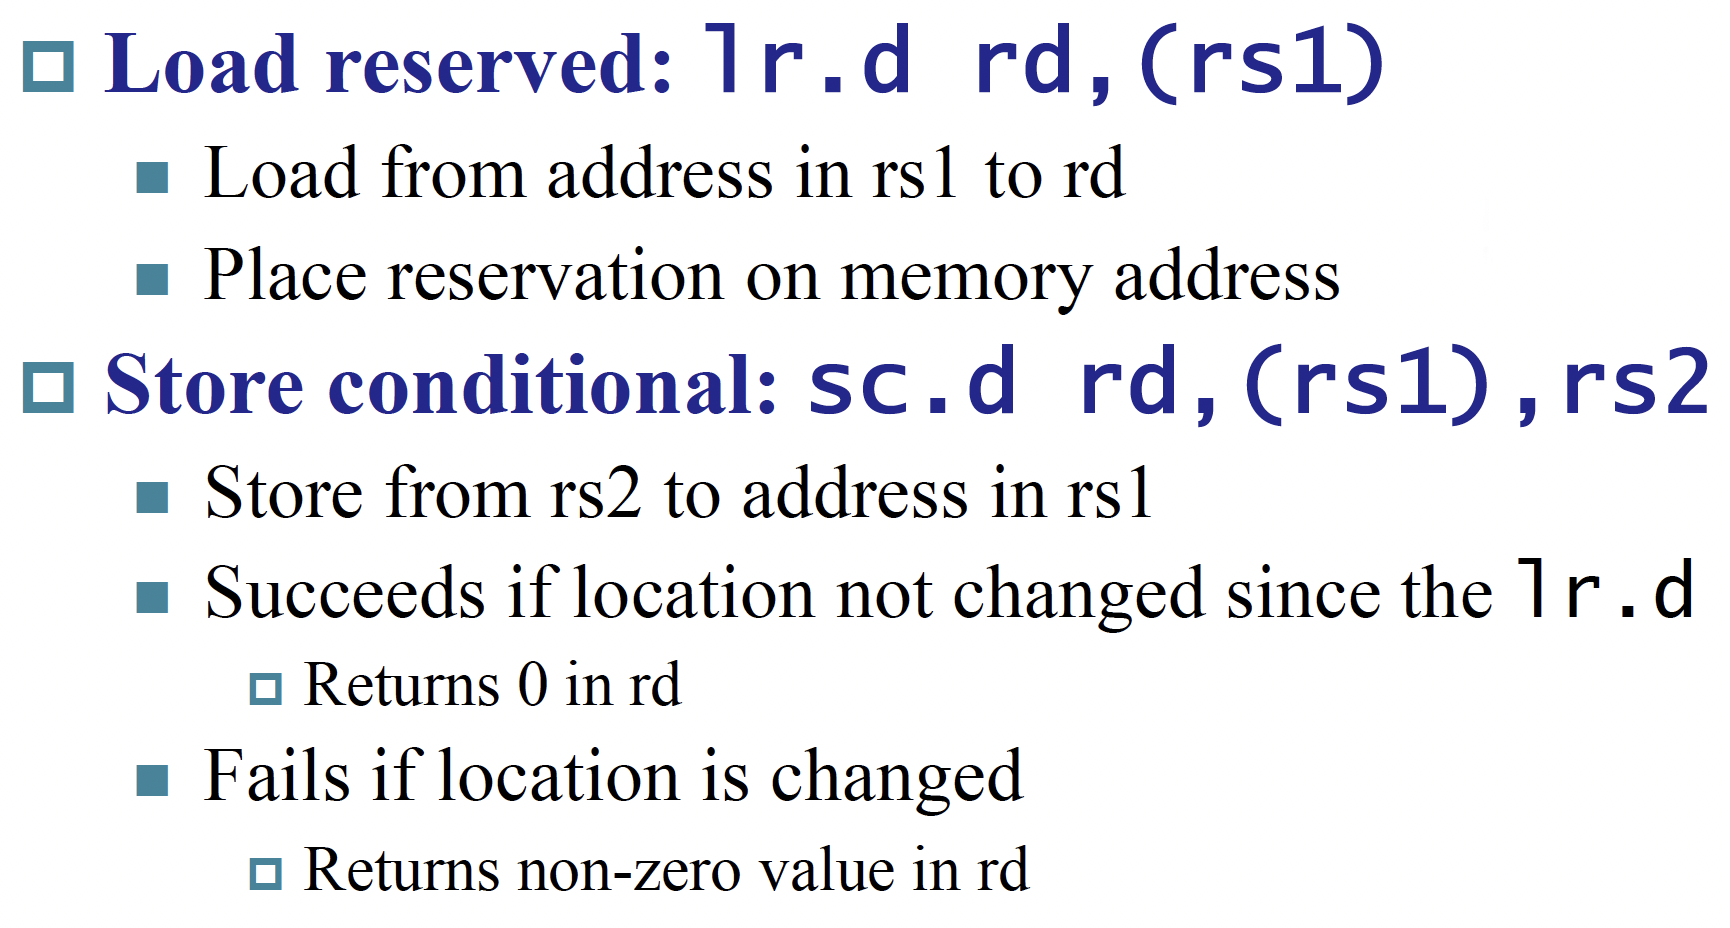 Load reserved: lr.d rd,(rs1)
Load from address in rs1 to rd
Place reservation on memory address
Store conditional: sc.d rd,(rs1),rs2
Store from rs2 to address in rs1
Succeeds if location not changed since the lr.d
Returns 0 in rd
Fails if location is changed
Returns non-zero value in rd